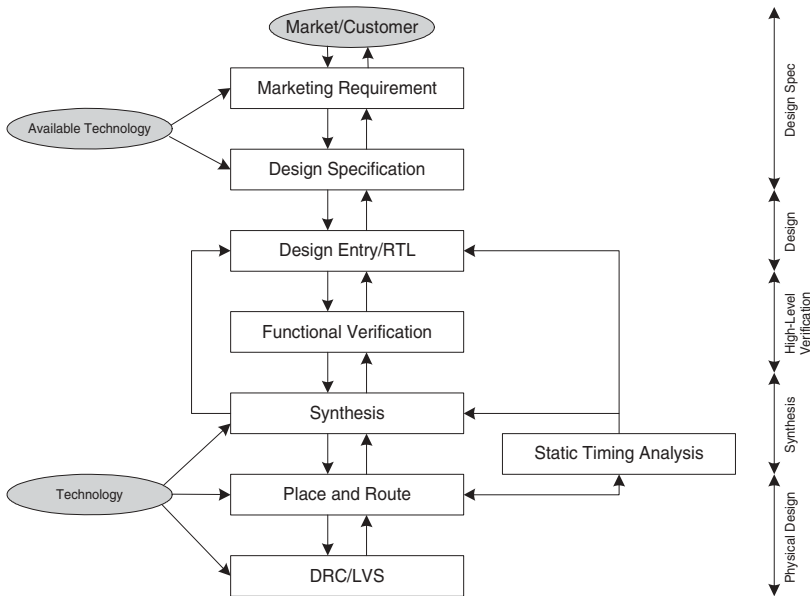 Market/Customer
Marketing Requirement
Available Technology
Design Specification
Design Entry/RTL
Functional Verification
Synthesis
Static Timing Analysis
Technology
Place and Route
DRC/LVS
Design Spec
Design
High-Level
Verification
Synthesis
Physical Design